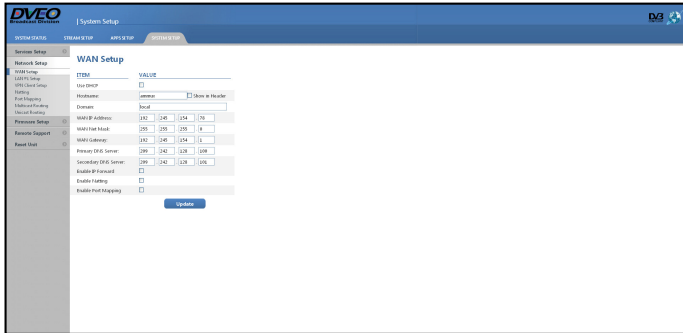 DVEO
Broadcast Division
| System Setup
DVB
SYSTEM STATUS STREAM SETUP APPS SETUP SYSTEM SETUP
Services Setup
Network Setup
WAN Setup
LAN PC Setup
VPN Client Setup
Natting
Port Mapping
Multicast Routing
Unicast Routing
Firmware Setup
Remote Support
Reset Unit
WAN Setup
ITEM VALUE
Use DHCP
Hostname: Show in Header
Domain: local
WAN IP Address: 192 . 245 . 154 . 78
WAN Net Mask: 255 . 255 . 255 . 0
WAN Gateway: 192 . 245 . 154 . 1
Primary DNS Server: 209 . 242 . 128 . 100
Secondary DNS Server: 209 . 242 . 128 . 101
Enable IP Forward
Enable Natting
Enable Port Mapping
Update